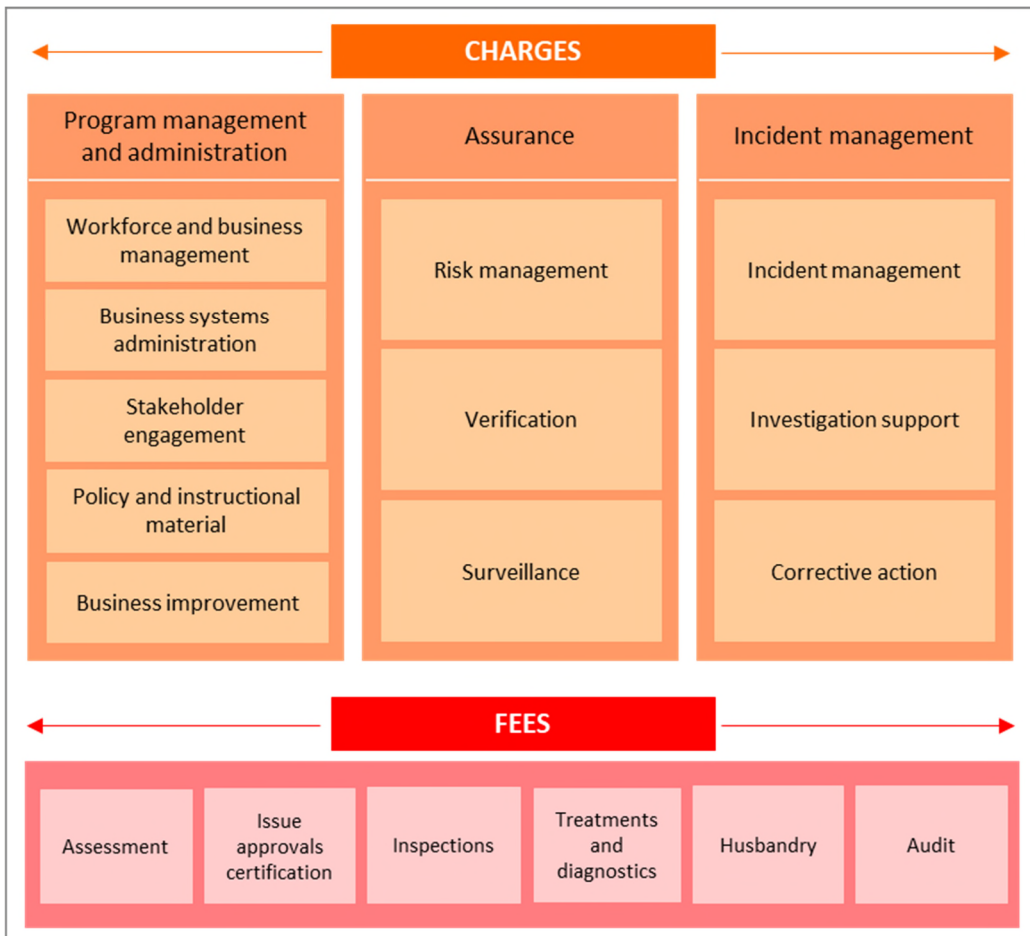 CHARGES
Program management
and administration
Workforce and business
management
Business systems
administration
Stakeholder
engagement
Policy and instructional
material
Business improvement
Assurance
Risk management
Verification
Surveillance
Incident management
Incident management
Investigation support
Corrective action
FEES
Assessment
Issue
approvals
certification
Inspections
Treatments
and
diagnostics
Husbandry
Audit